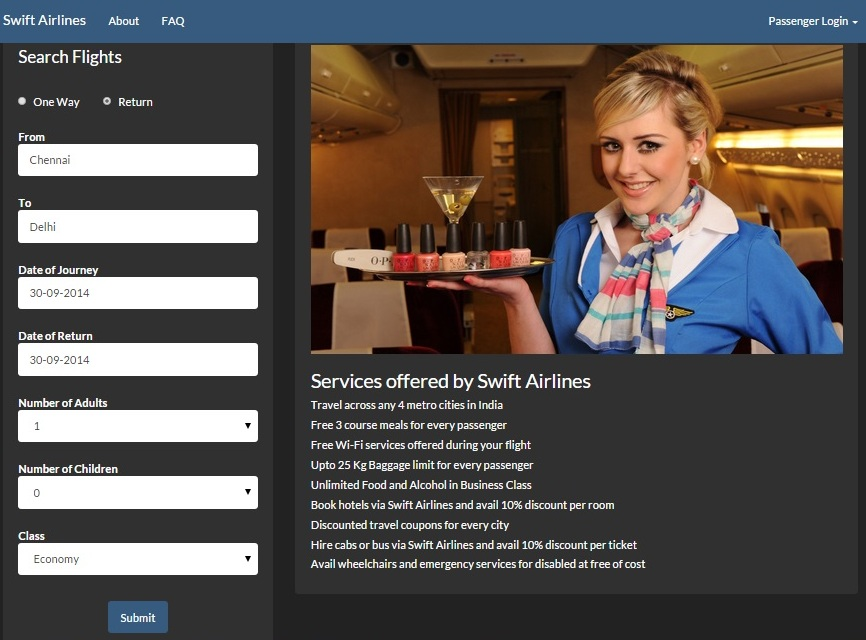 Swift Airlines About FAQ Passenger Login
Search Flights
One Way Return
From
Chennai
To
Delhi
Date of Journey
30-09-2014
Date of Return
30-09-2014
Number of Adults
1
Number of Children
0
Class
Economy
Submit
O·P·I
Services offered by Swift Airlines
Travel across any 4 metro cities in India
Free 3 course meals for every passenger
Free Wi-Fi services offered during your flight
Upto 25 Kg Baggage limit for every passenger
Unlimited Food and Alcohol in Business Class
Book hotels via Swift Airlines and avail 10% discount per room
Discounted travel coupons for every city
Hire cabs or bus via Swift Airlines and avail 10% discount per ticket
Avail wheelchairs and emergency services for disabled at free of cost